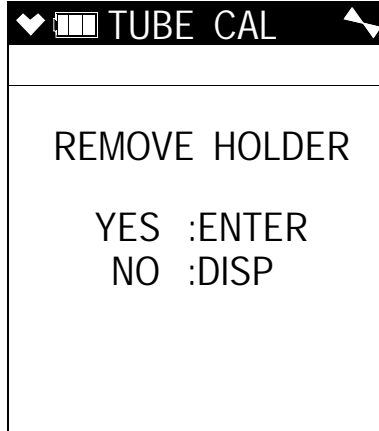 TUBE CAL
REMOVE HOLDER
YES :ENTER
NO :DISP